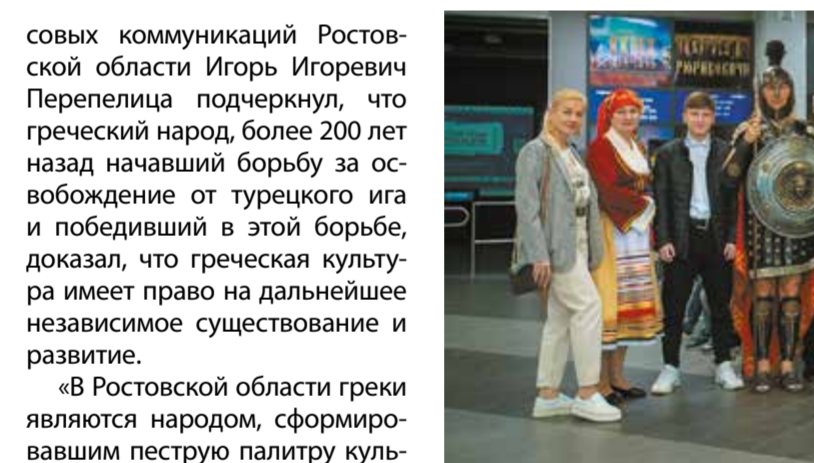 совых коммуникаций Ростов-
ской области Игорь Игоревич
Перепелица подчеркнул, что
греческий народ, более 200 лет
назад начавший борьбу за ос-
вобождение от турецкого ига
и победивший в этой борьбе,
доказал, что греческая культу-
ра имеет право на дальнейшее
независимое существование и
развитие.
«В Ростовской области греки
являются народом, сформиро-
вавшим пеструю палитру куль-
РЮРИКОВИЧИ